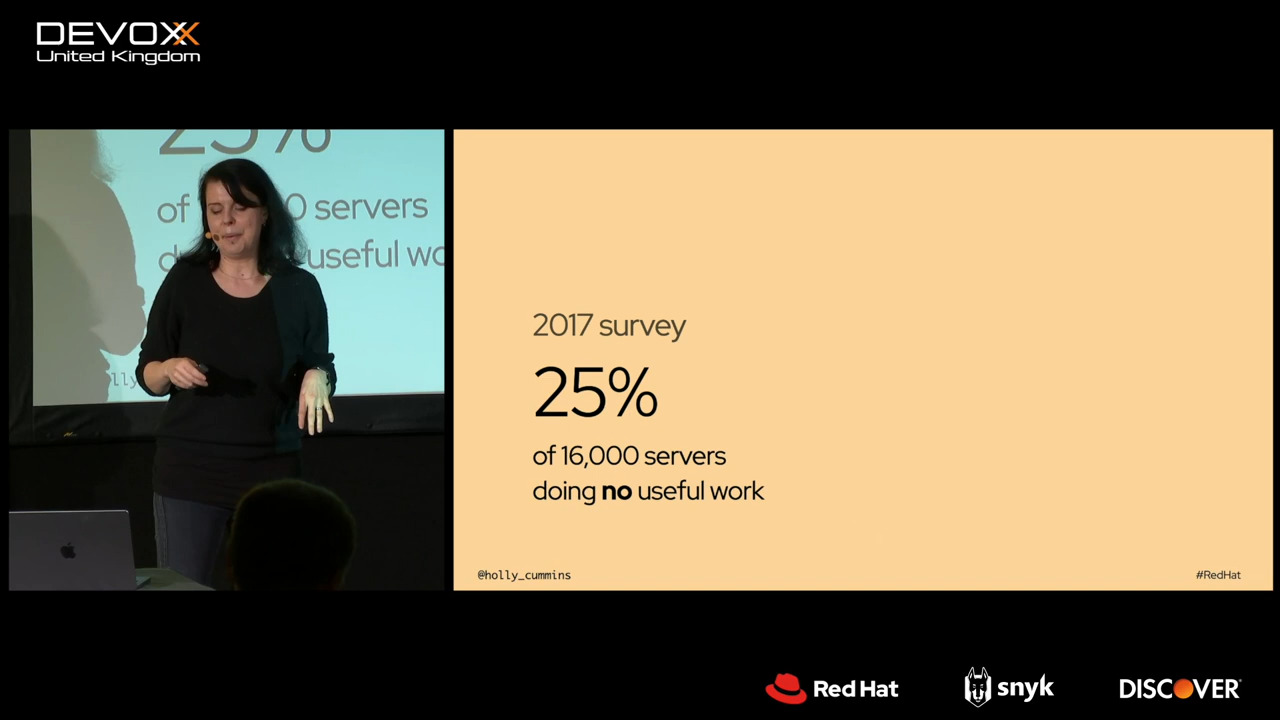 DEVOXX
United Kingdom
25%
of 0 servers
useful wo
lly
2017 survey
25%
of 16,000 servers
doing no useful work
@holly_cummins
#RedHat
Red Hat
snyk
DISCOVER